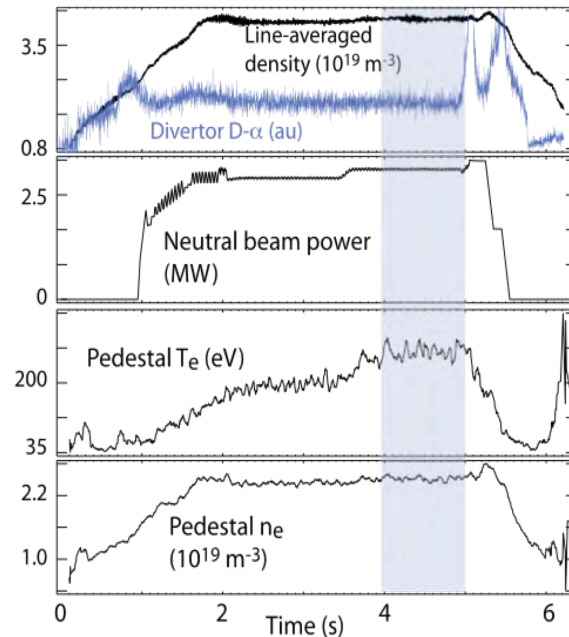 3.5
Line-averaged
density (10¹⁹ m⁻³)
Divertor D-α (au)
0.8
2.5
Neutral beam power
(MW)
0
Pedestal Tₑ (eV)
200
35
2.2
Pedestal nₑ
(10¹⁹ m⁻³)
1.0
0 2 4 6
Time (s)